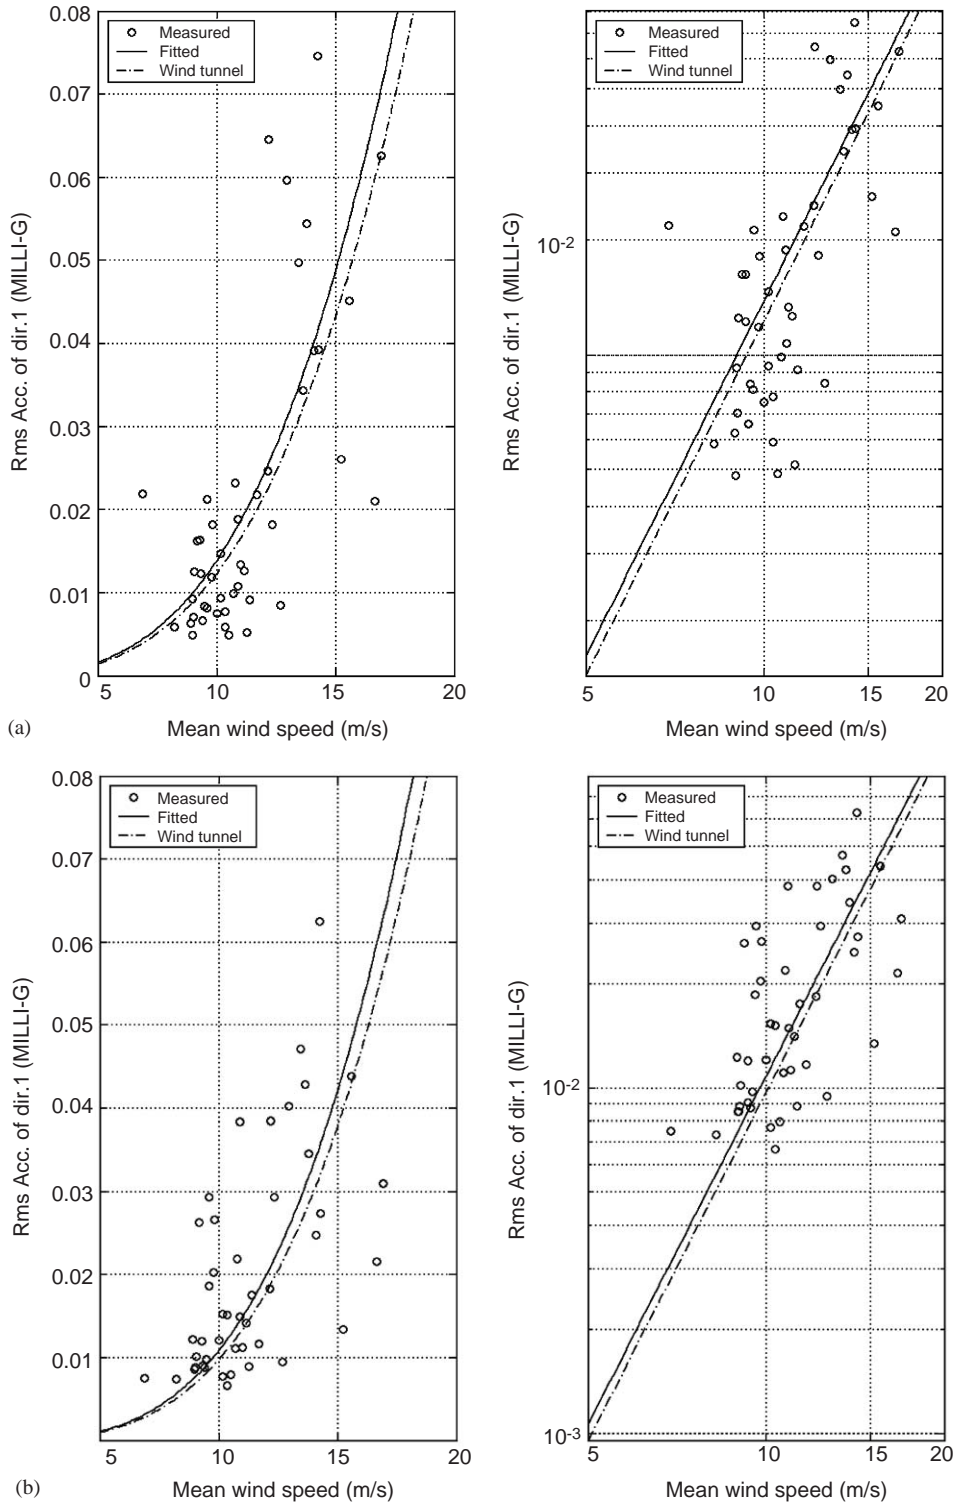 0.08
0.07
0.06
0.05
0.04
0.03
0.02
0.01
0
Rms Acc. of dir.1 (MILLI-G)
Measured
Fitted
Wind tunnel
5
10
15
20
Mean wind speed (m/s)
(a)
Rms Acc. of dir.1 (MILLI-G)
10-2
Measured
Fitted
Wind tunnel
5
10
15
20
Mean wind speed (m/s)
0.08
0.07
0.06
0.05
0.04
0.03
0.02
0.01
Rms Acc. of dir.1 (MILLI-G)
Measured
Fitted
Wind tunnel
5
10
15
20
Mean wind speed (m/s)
(b)
Rms Acc. of dir.1 (MILLI-G)
10-2
10-3
Measured
Fitted
Wind tunnel
5
10
15
20
Mean wind speed (m/s)